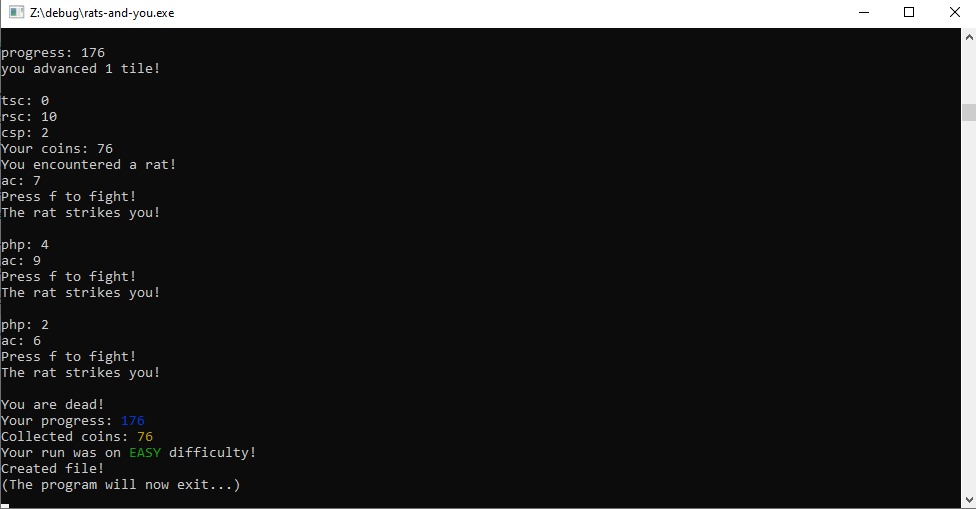 Z:\debug\rats-and-you.exe
progress: 176
you advanced 1 tile!
tsc: 0
rsc: 10
csp: 2
Your coins: 76
You encountered a rat!
ac: 7
Press f to fight!
The rat strikes you!
php: 4
ac: 9
Press f to fight!
The rat strikes you!
php: 2
ac: 6
Press f to fight!
The rat strikes you!
You are dead!
Your progress: 176
Collected coins: 76
Your run was on EASY difficulty!
Created file!
(The program will now exit...)